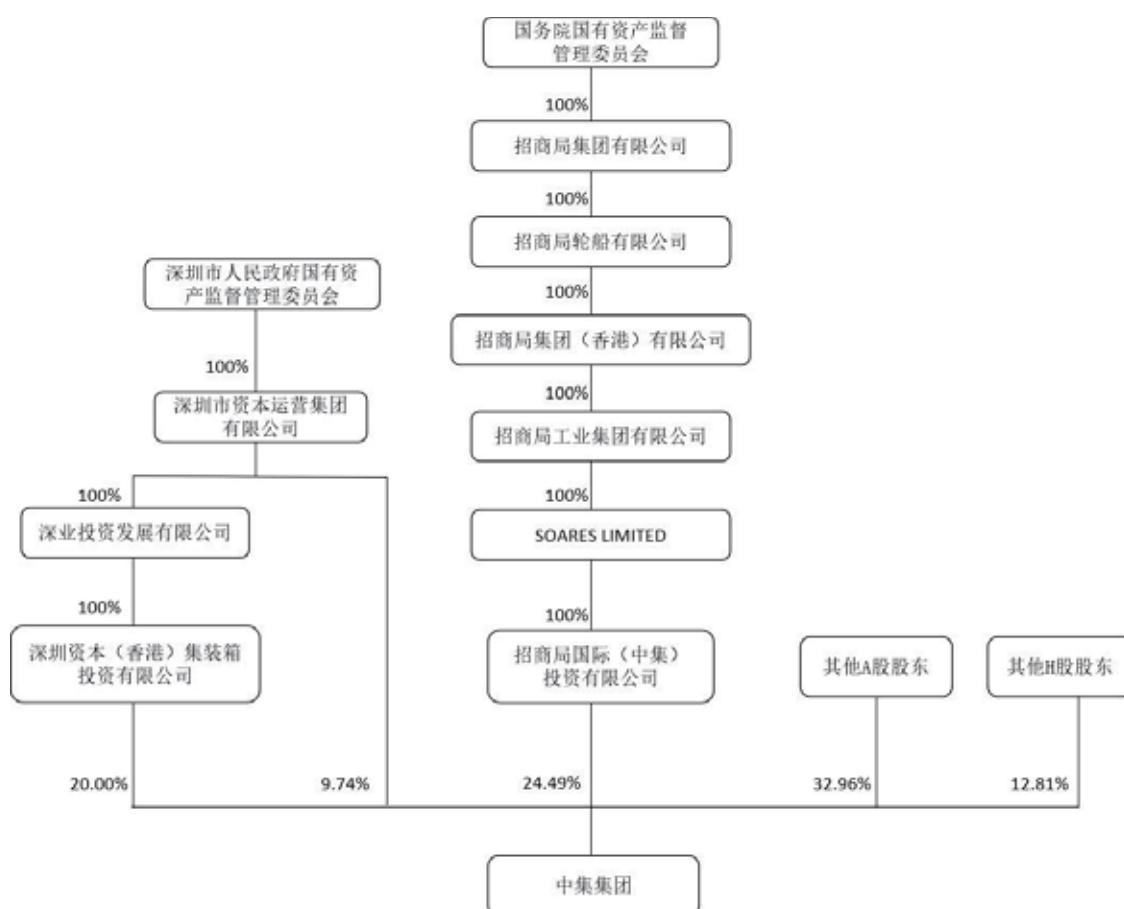 国务院国有资产监督
管理委员会
100%
招商局集团有限公司
100%
招商局轮船有限公司
深圳市人民政府国有资
产监督管理委员会
100%
招商局集团（香港）有限公司
100%
100%
深圳市资本运营集团
有限公司
招商局工业集团有限公司
100%
100%
深业投资发展有限公司
SOARES LIMITED
100%
100%
深圳资本（香港）集装箱
投资有限公司
招商局国际（中集）
投资有限公司
其他A股股东
其他H股股东
20.00%
9.74%
24.49%
32.96%
12.81%
中集集团